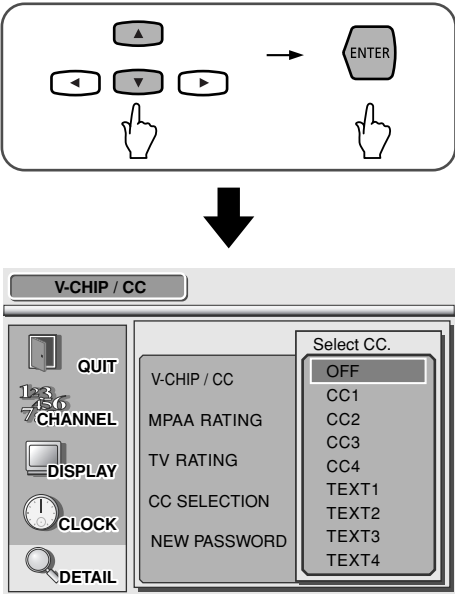 ENTER
V-CHIP / CC
QUIT
CHANNEL
DISPLAY
CLOCK
DETAIL
V-CHIP / CC
MPAA RATING
TV RATING
CC SELECTION
NEW PASSWORD
Select CC.
OFF
CC1
CC2
CC3
CC4
TEXT1
TEXT2
TEXT3
TEXT4